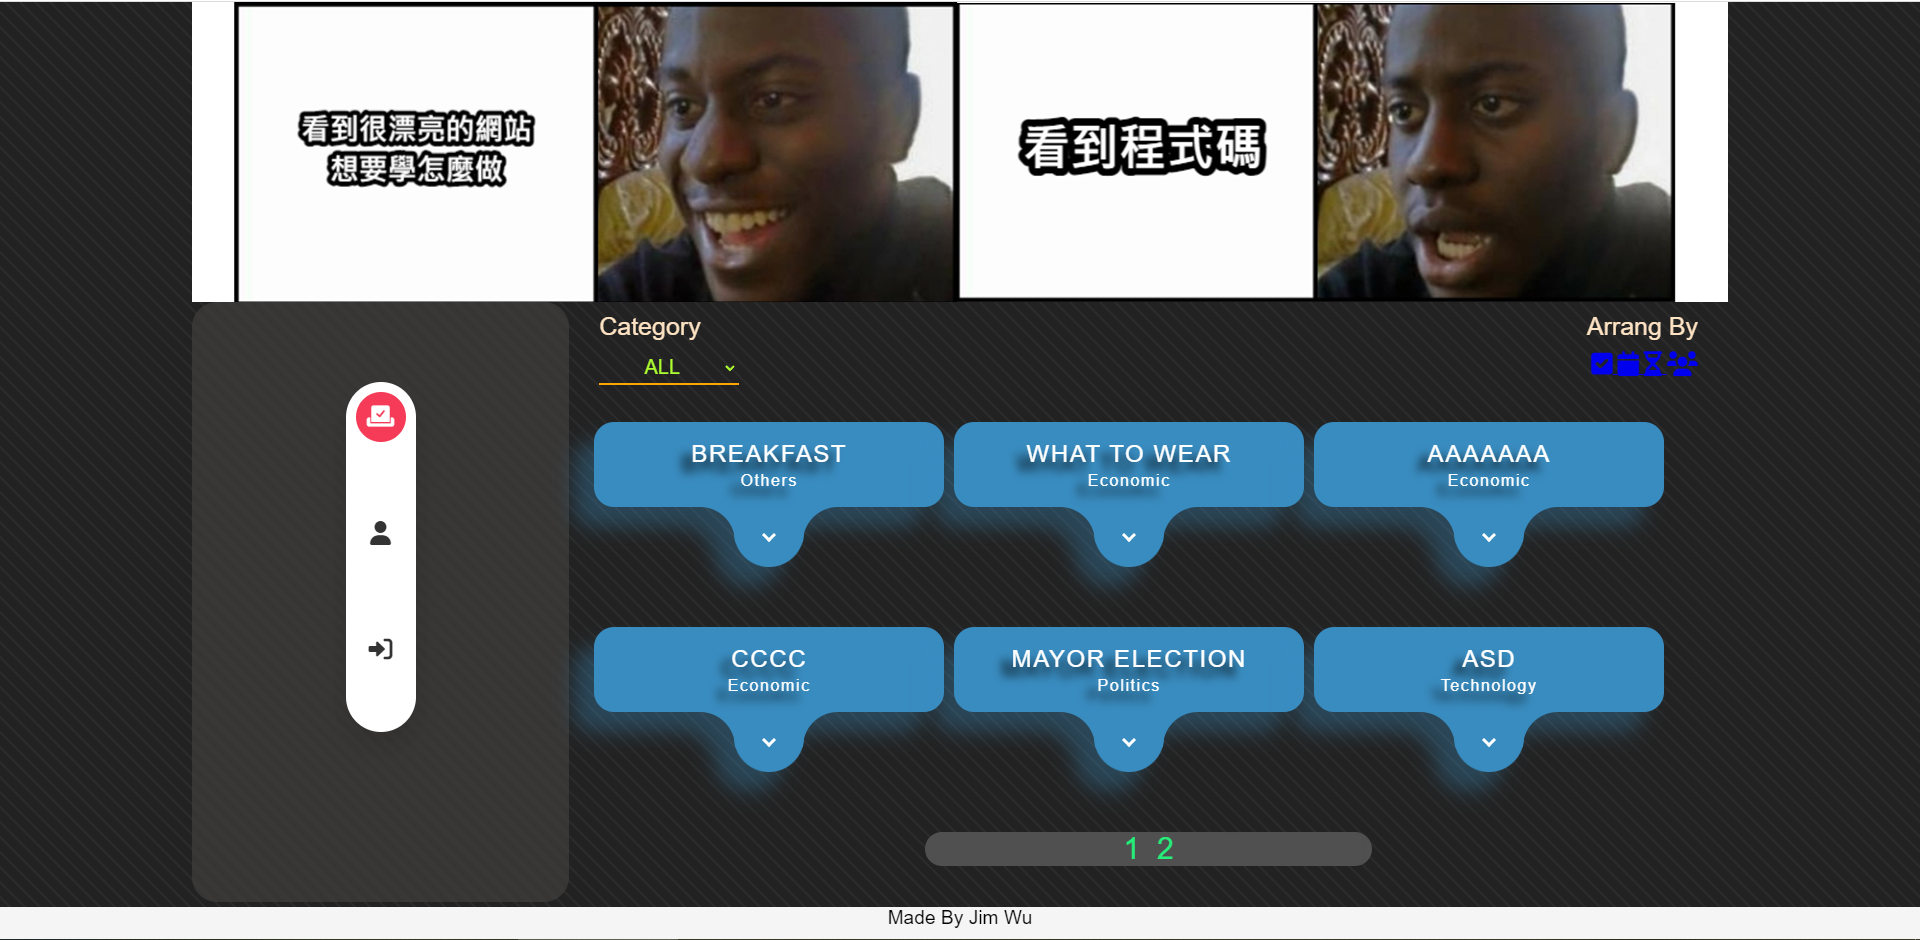 看到很漂亮的網站
想要學怎麼做
看到程式碼
Category
Arrang By
ALL
BREAKFAST
Others
WHAT TO WEAR
Economic
AAAAAAA
Economic
CCCC
Economic
MAYOR ELECTION
Politics
ASD
Technology
1 2
Made By Jim Wu